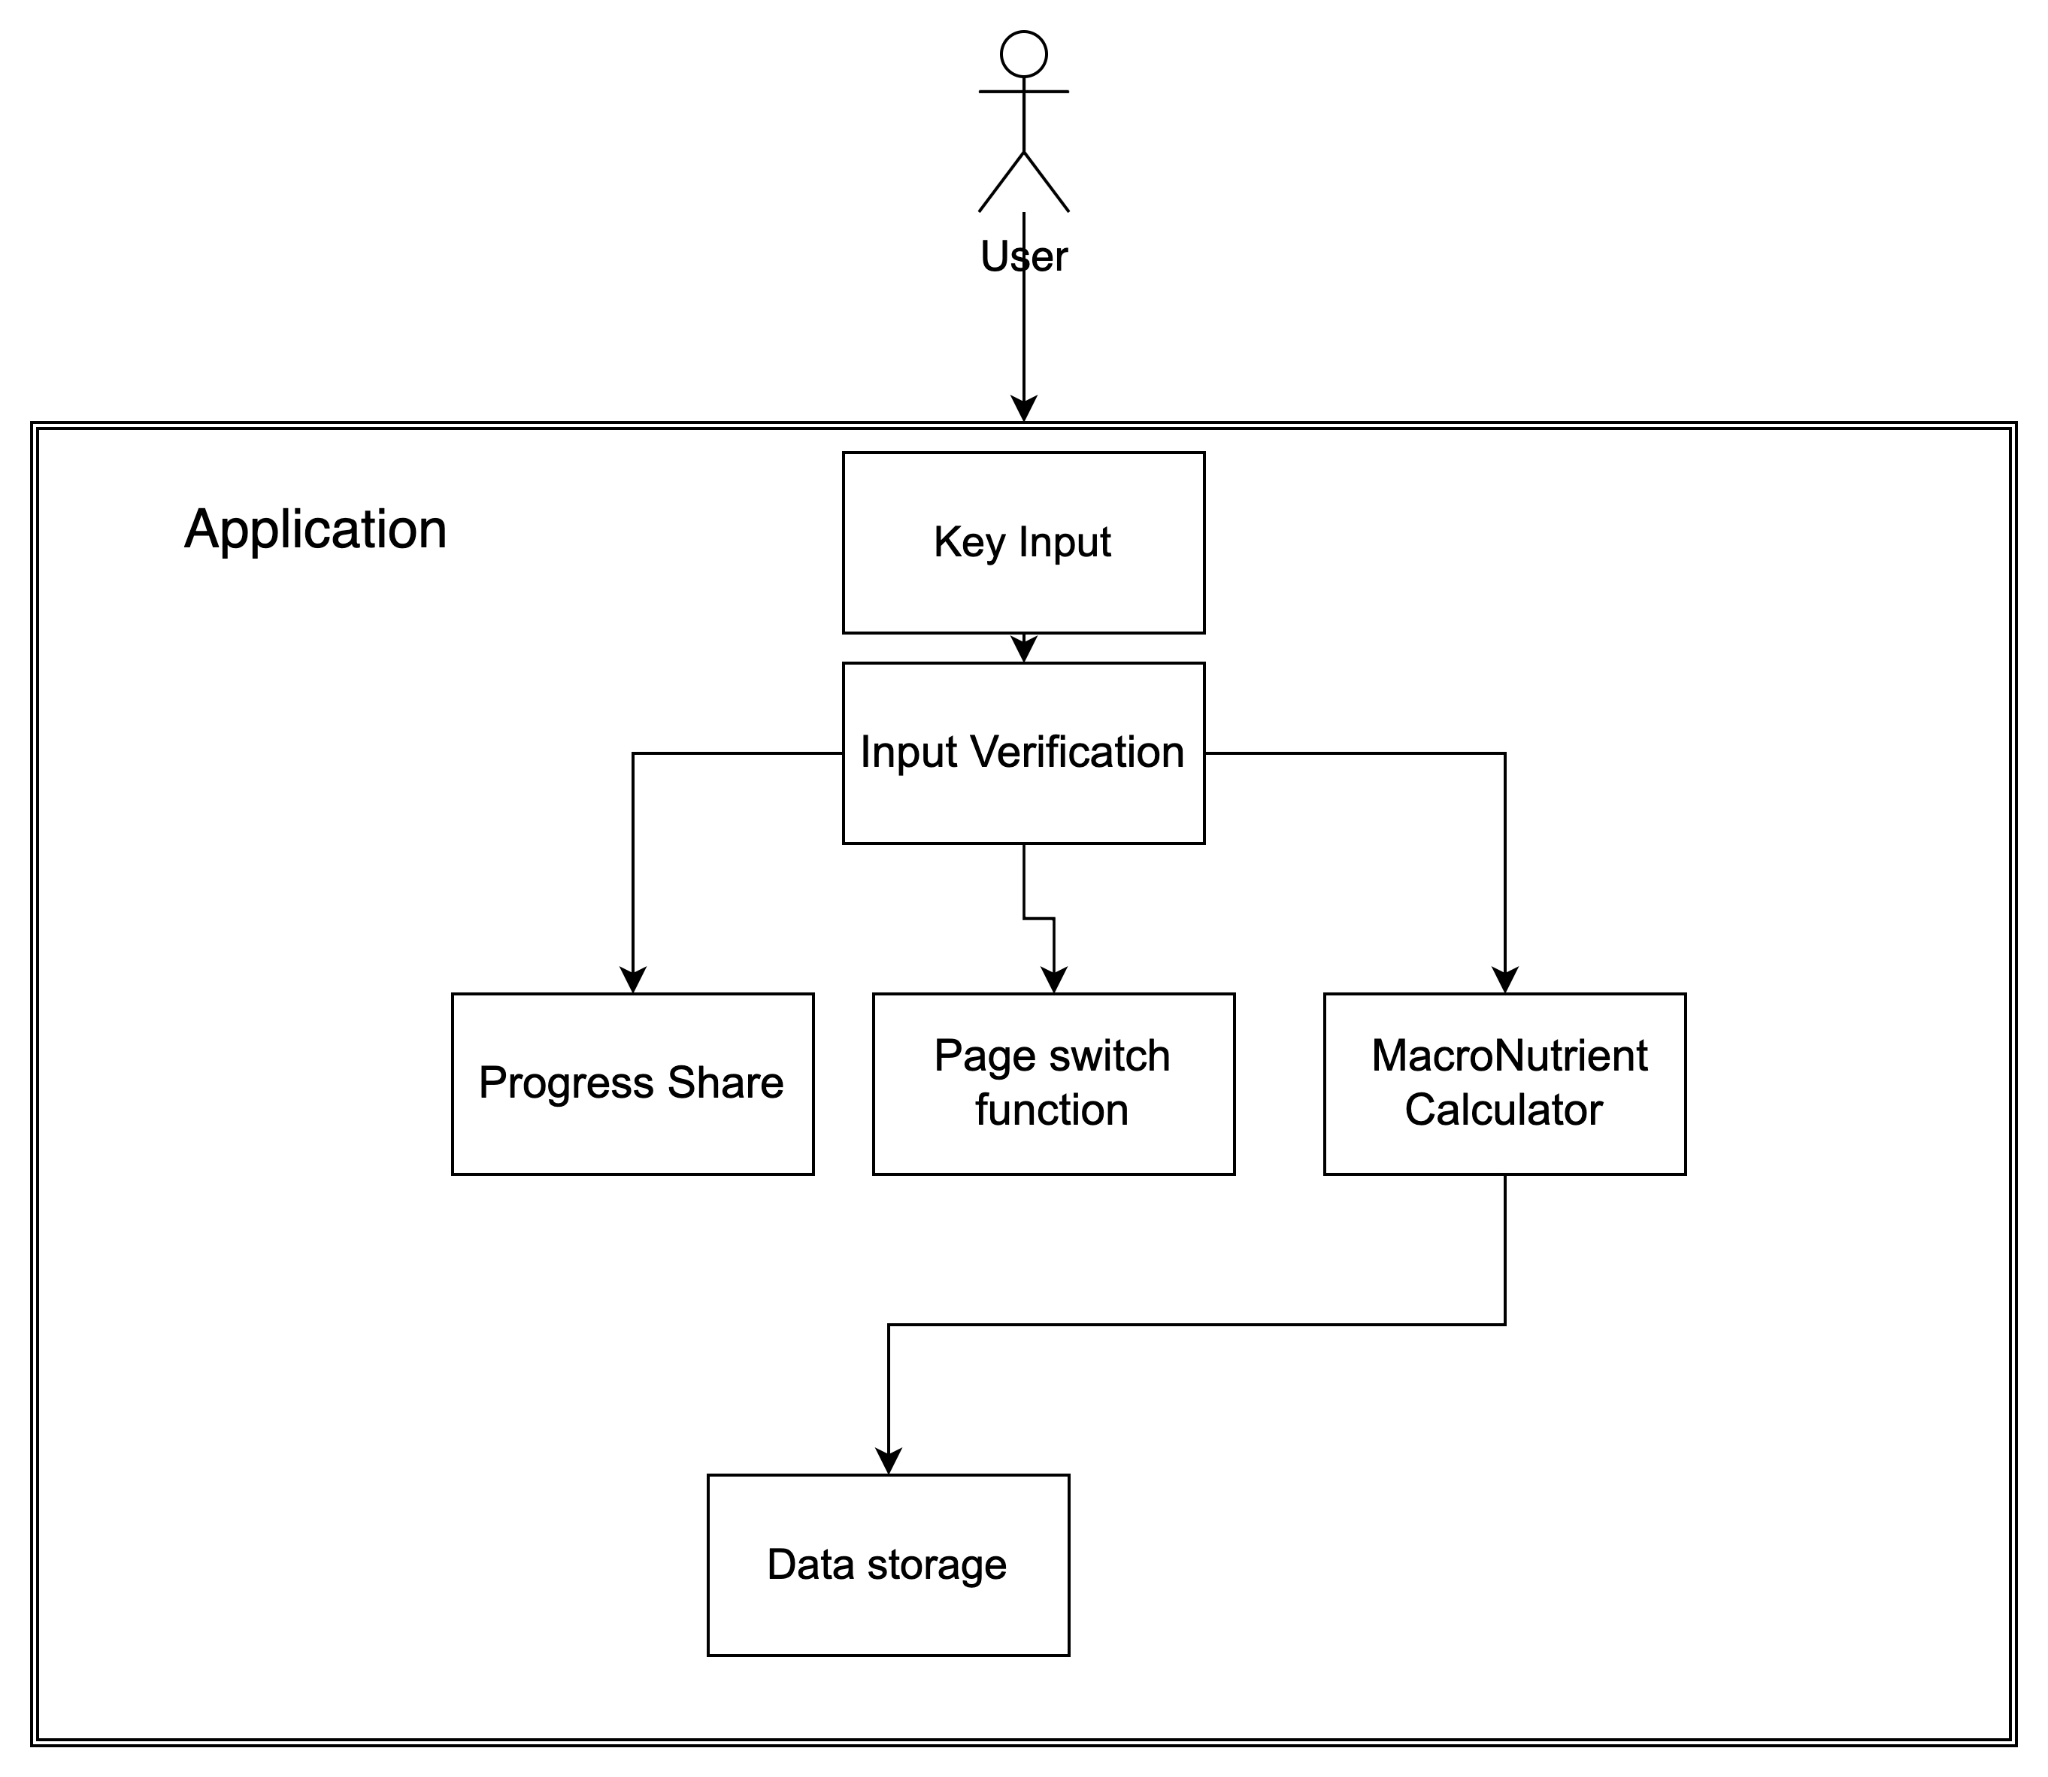 User
Application
Key Input
Input Verification
Progress Share
Page switch
function
MacroNutrient
Calculator
Data storage